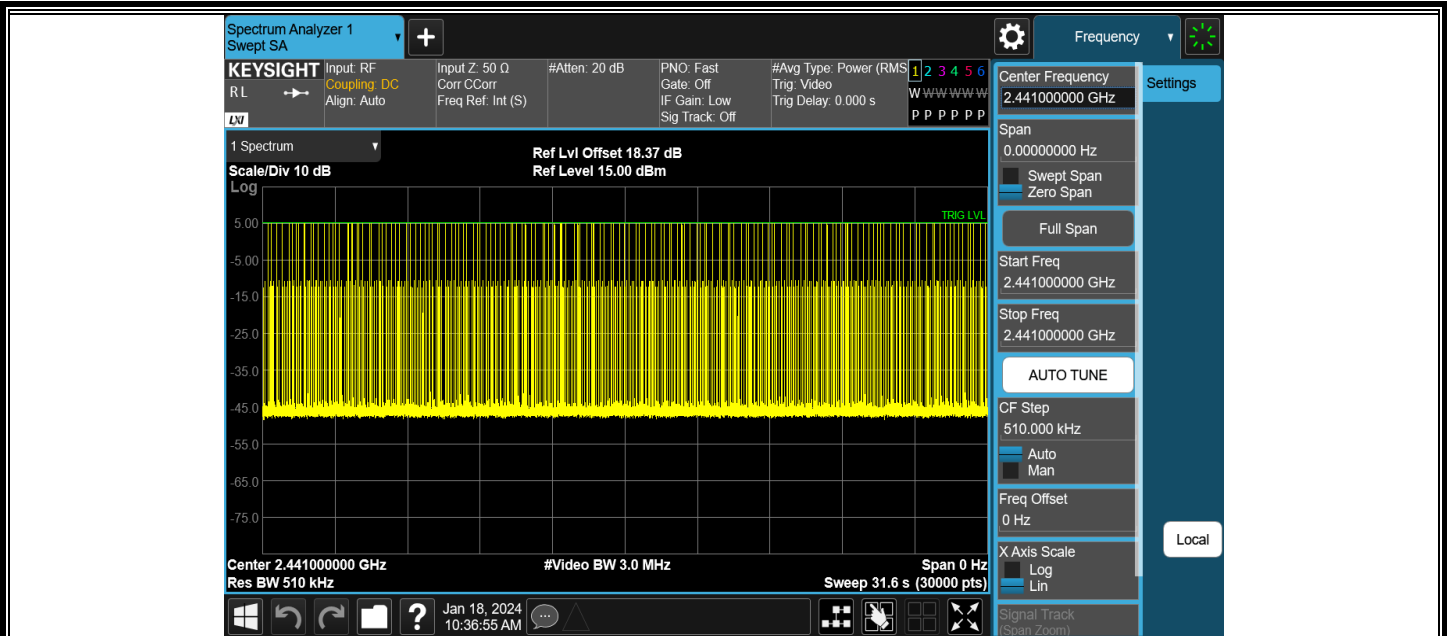 Spectrum Analyzer 1
Swept SA
Frequency
KEYSIGHT
RL
LXI
Input: RF
Coupling: DC
Align: Auto
Input Z: 50 Ω
Corr CCorr
Freq Ref: Int (S)
#Atten: 20 dB
PNO: Fast
Gate: Off
IF Gain: Low
Sig Track: Off
#Avg Type: Power (RMS
Trig: Video
Trig Delay: 0.000 s
1 2 3 4 5 6
W W W W W W
P P P P P P
1 Spectrum
Scale/Div 10 dB
Log
Ref Lvl Offset 18.37 dB
Ref Level 15.00 dBm
TRIG LVL
5.00
-5.00
-15.0
-25.0
-35.0
-45.0
-55.0
-65.0
-75.0
Center 2.441000000 GHz
Res BW 510 kHz
#Video BW 3.0 MHz
Span 0 Hz
Sweep 31.6 s (30000 pts)
Jan 18, 2024
10:36:55 AM
Center Frequency
2.441000000 GHz
Span
0.00000000 Hz
Swept Span
Zero Span
Full Span
Start Freq
2.441000000 GHz
Stop Freq
2.441000000 GHz
AUTO TUNE
CF Step
510.000 kHz
Auto
Man
Freq Offset
0 Hz
X Axis Scale
Log
Lin
Signal Track
(Span Zoom)
Settings
Local